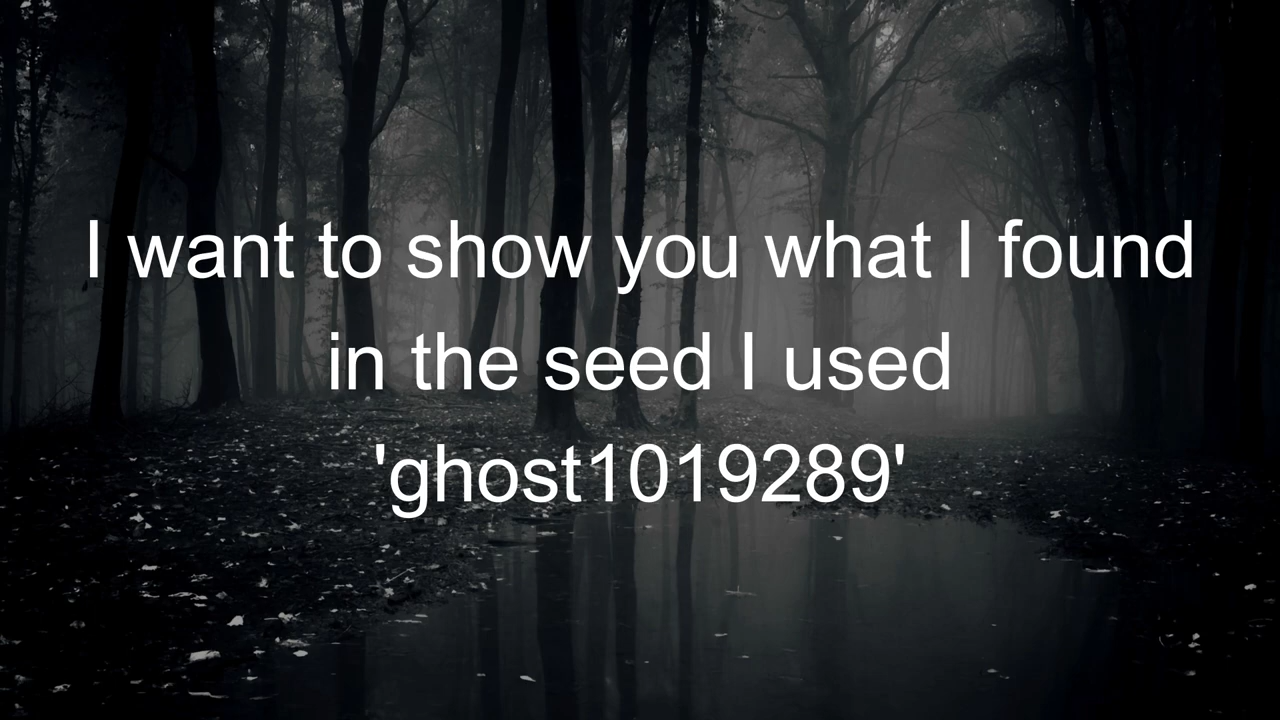 I want to show you what I found
in the seed I used
'ghost1019289'